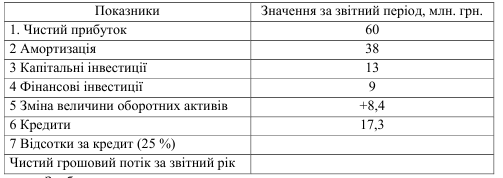 Показники Значення за звітний період, млн. грн.
1. Чистий прибуток 60
2 Амортизація 38
3 Капітальні інвестиції 13
4 Фінансові інвестиції 9
5 Зміна величини оборотних активів +8,4
6 Кредити 17,3
7 Відсотки за кредит (25 %)
Чистий грошовий потік за звітний рік